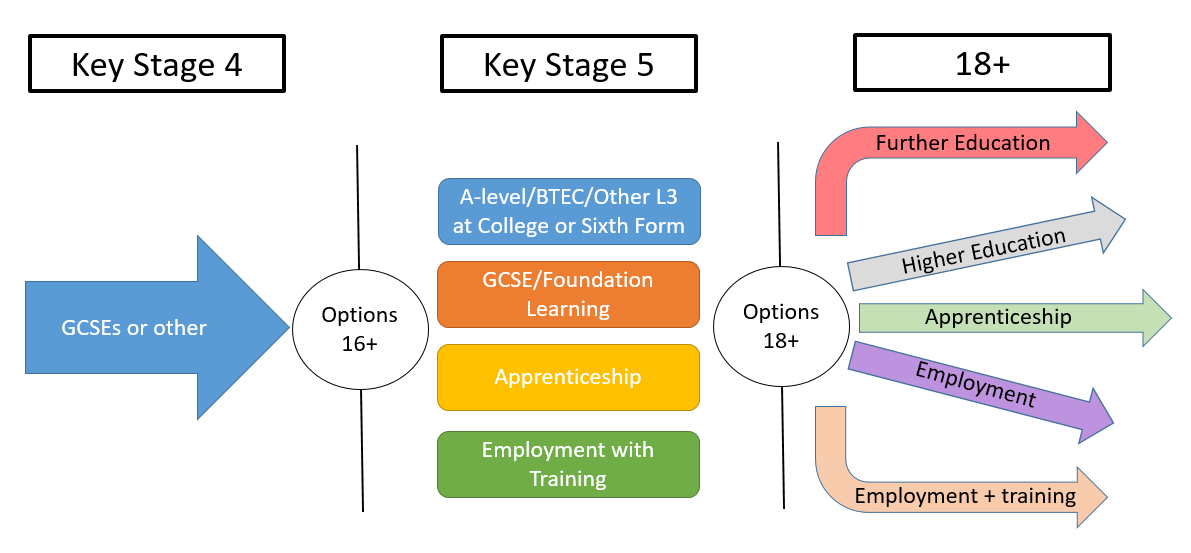 Key Stage 4
Key Stage 5
18+
GCSEs or other
Options
16+
A-level/BTEC/Other L3
at College or Sixth Form
GCSE/Foundation
Learning
Apprenticeship
Employment with
Training
Options
18+
Further Education
Higher Education
Apprenticeship
Employment
Employment + training